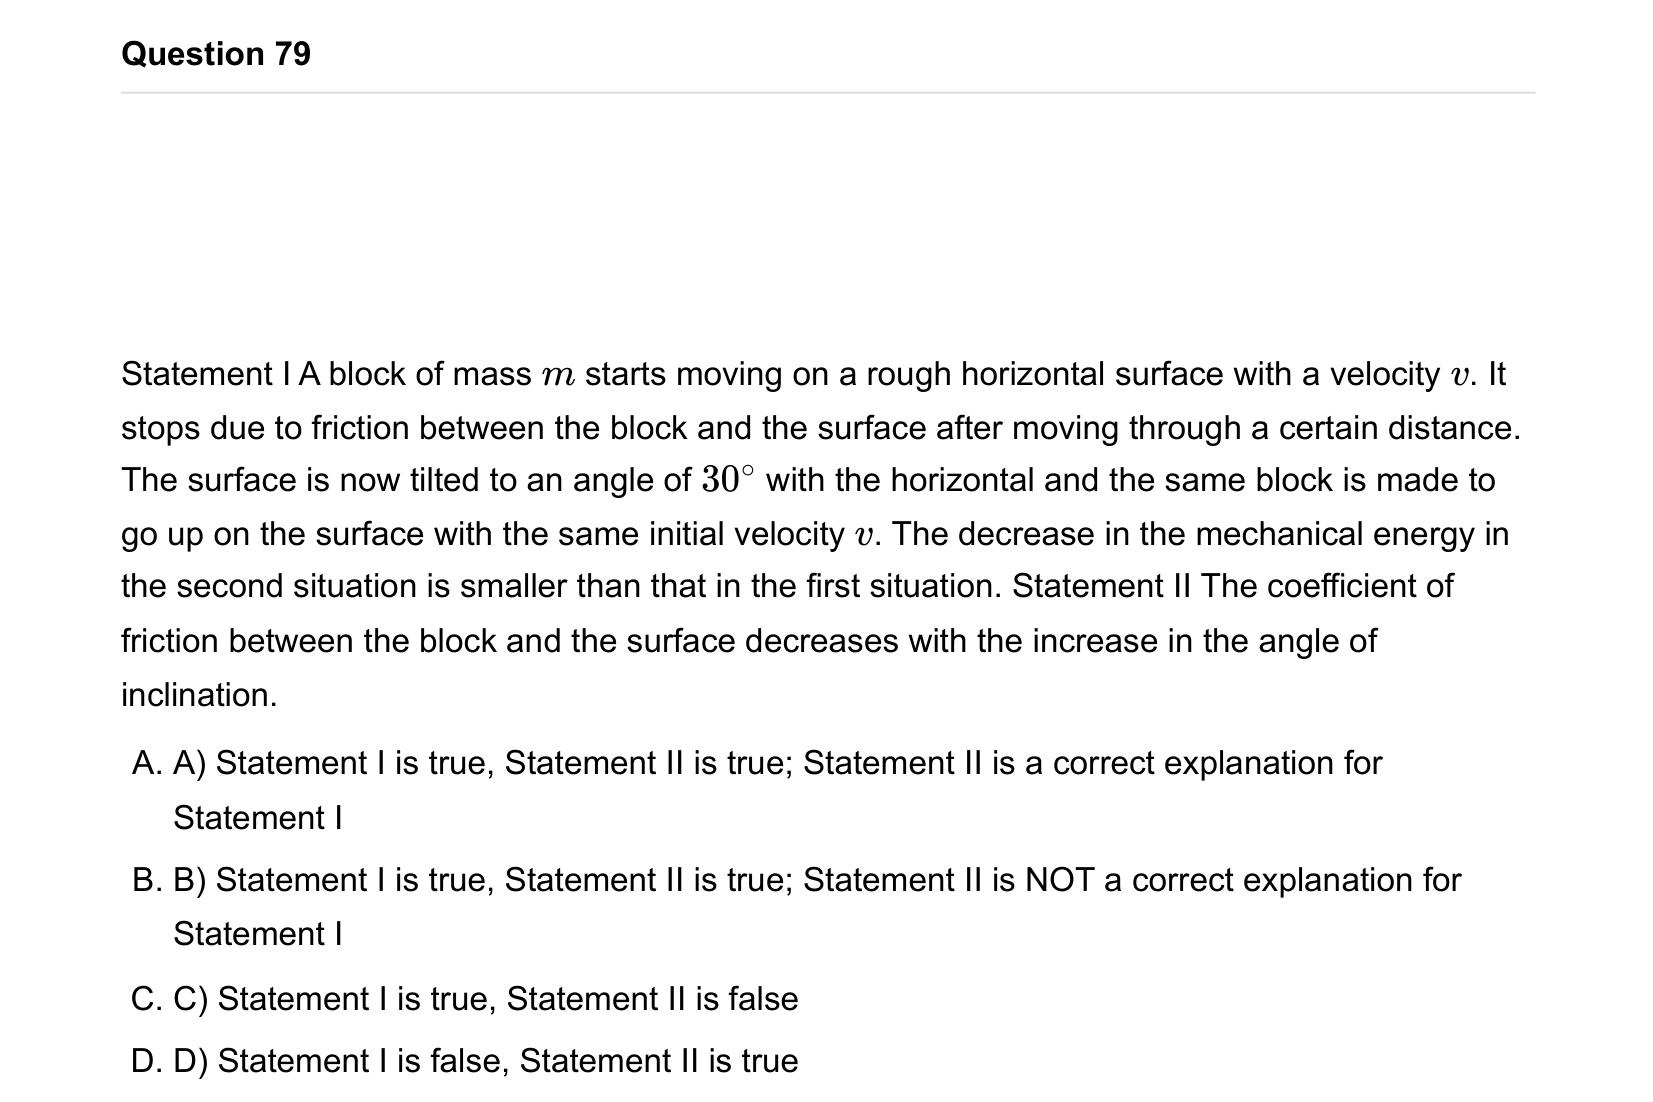 Question 79
Statement I A block of mass m starts moving on a rough horizontal surface with a velocity v. It
stops due to friction between the block and the surface after moving through a certain distance.
The surface is now tilted to an angle of 30° with the horizontal and the same block is made to
go up on the surface with the same initial velocity v. The decrease in the mechanical energy in
the second situation is smaller than that in the first situation. Statement II The coefficient of
friction between the block and the surface decreases with the increase in the angle of
inclination.
A. A) Statement I is true, Statement II is true; Statement II is a correct explanation for
Statement I
B. B) Statement I is true, Statement II is true; Statement II is NOT a correct explanation for
Statement I
C. C) Statement I is true, Statement II is false
D. D) Statement I is false, Statement II is true